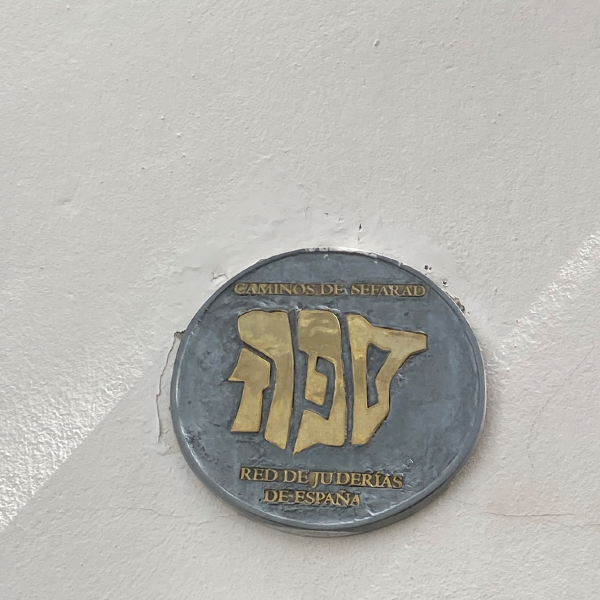 CAMINOS DE SEFARAD
ספרד
RED DE JUDERÍAS
DE ESPAÑA